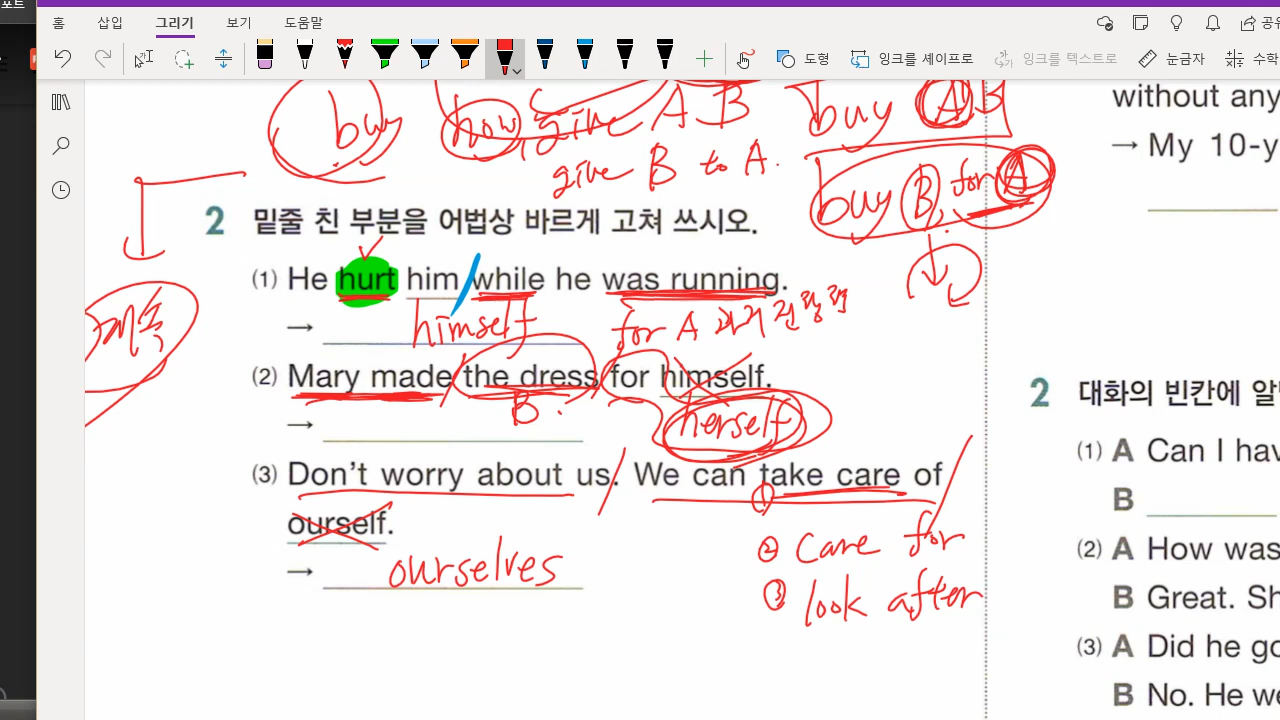 포트
홈 삽입 그리기 보기 도움말
공유
도형 잉크를 셰이프로 잉크를 텍스트로 눈금자 수학
buy how, give A B buy A B
give B to A. buy B for A
2 밑줄 친 부분을 어법상 바르게 고쳐 쓰시오.
(1) He hurt him while he was running.
→ himself for A 과거진행형
계속
(2) Mary made the dress for himself.
B
→ herself
(3) Don't worry about us. We can take care of
①
ourself.
② care for
→ ourselves
③ look after
without any
→ My 10-y
2 대화의 빈칸에 알
(1) A Can I hav
B
(2) A How was
B Great. Sh
(3) A Did he go
B No. He we